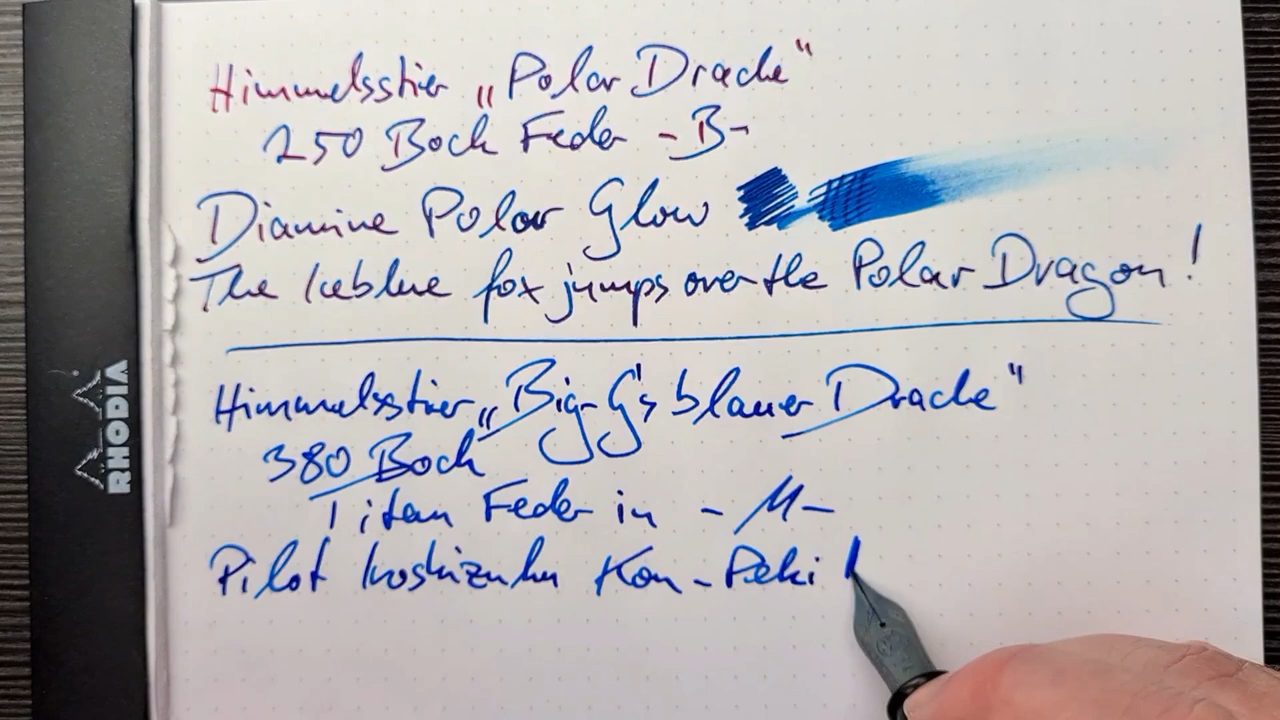 Himmelsstier „Polar Drache“
250 Bock Feder -B-
Diamine Polar Glow
The Iceblue fox jumps over the Polar Dragon!
Himmelsstier „Big-G's blauer Drache“
380 Bock
Titan Feder in -M-
Pilot Iroshizuku Kon-Peki
RHODIA